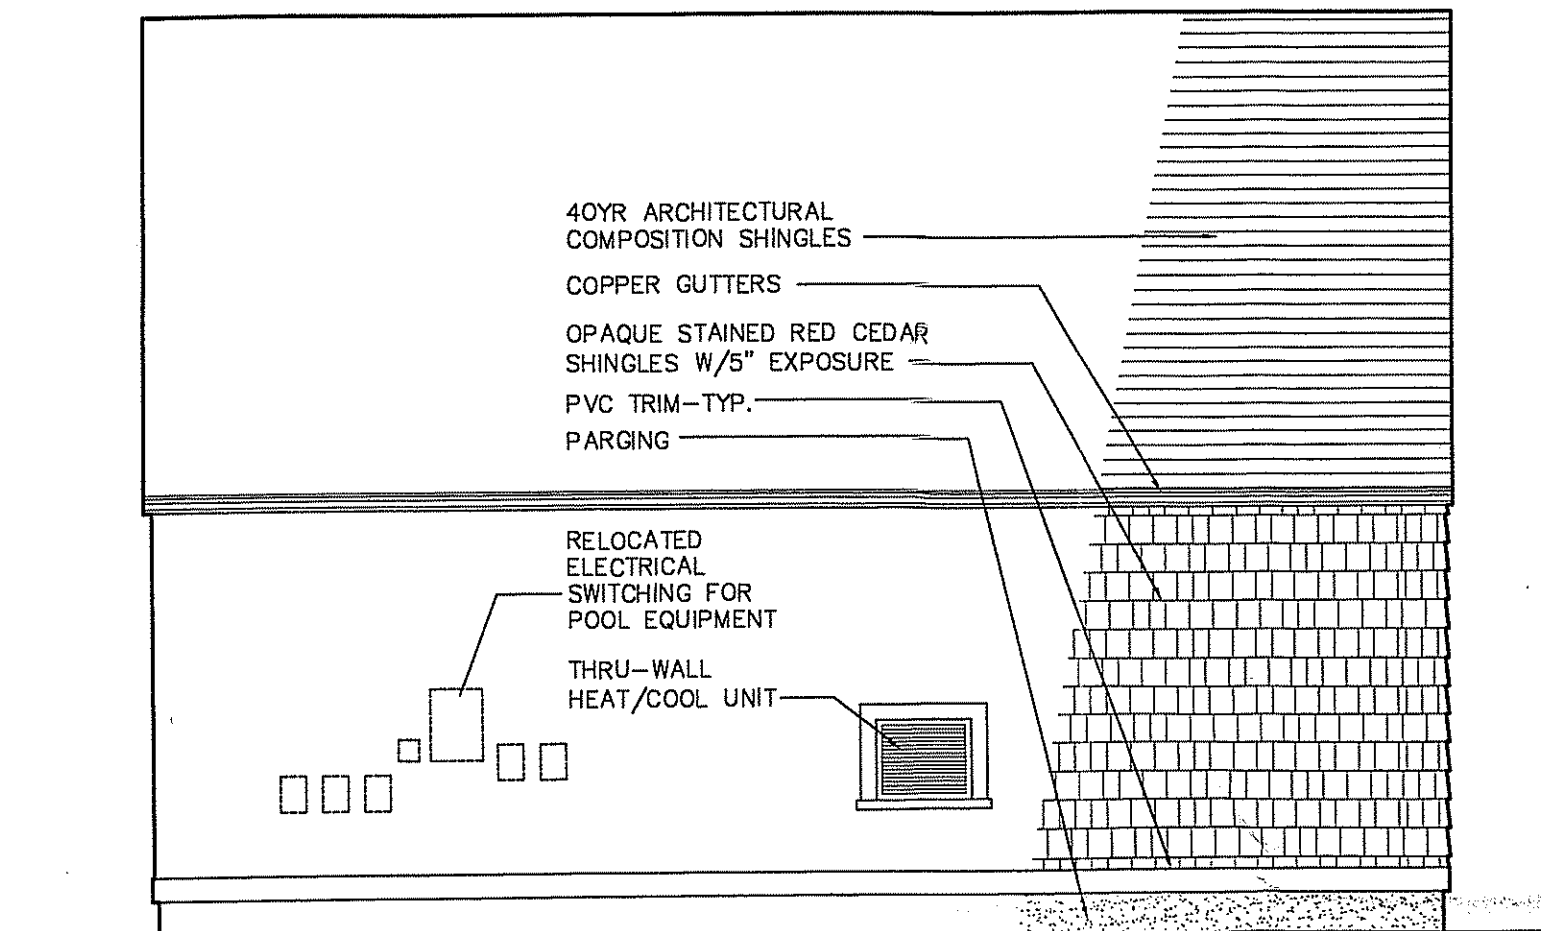 40YR ARCHITECTURAL
COMPOSITION SHINGLES
COPPER GUTTERS
OPAQUE STAINED RED CEDAR
SHINGLES W/5" EXPOSURE
PVC TRIM-TYP.
PARGING
RELOCATED
ELECTRICAL
SWITCHING FOR
POOL EQUIPMENT
THRU-WALL
HEAT/COOL UNIT